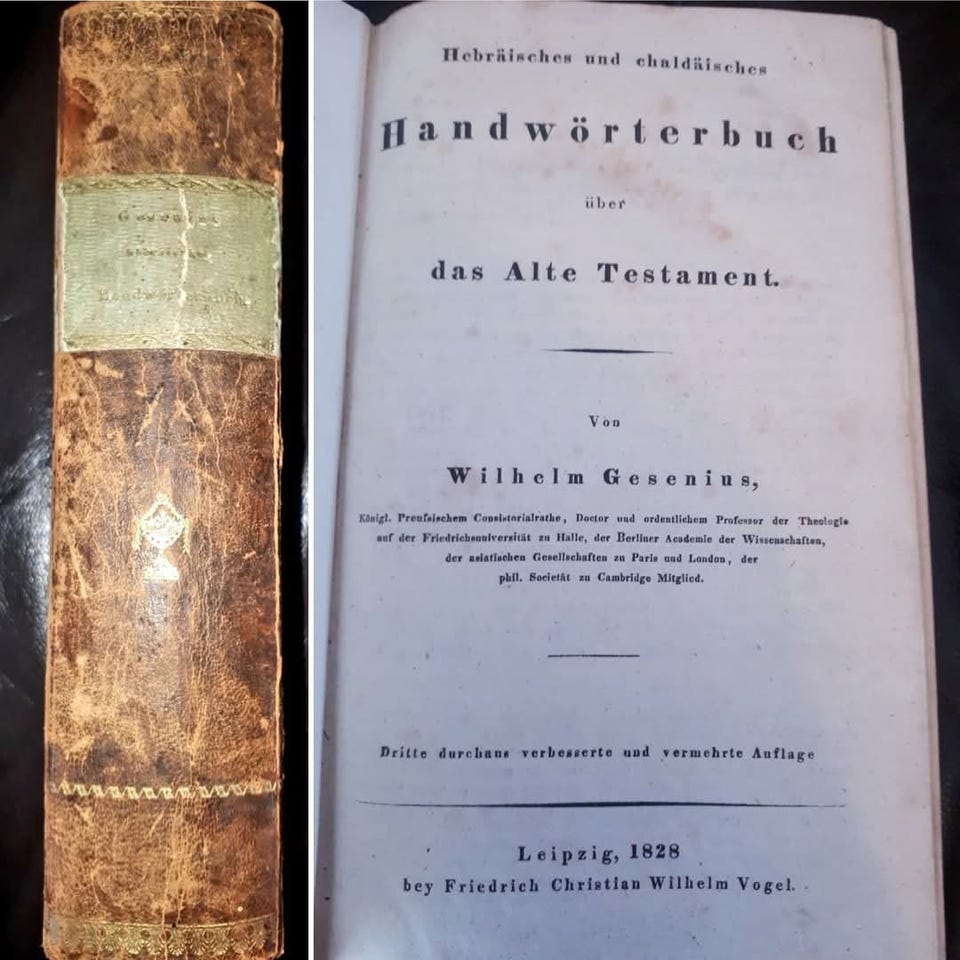 Hebräisches und chaldäisches
Handwörterbuch
über
das Alte Testament.
Von
Wilhelm Gesenius,
Königl. Preuſsischem Consistorialrathe, Doctor und ordentlichem Professor der Theologie
auf der Friedrichsuniversität zu Halle, der Berliner Academie der Wissenschaften,
der asiatischen Gesellschaften zu Paris und London, der
phil. Societät zu Cambridge Mitglied.
Dritte durchaus verbesserte und vermehrte Auflage
Leipzig, 1828
bey Friedrich Christian Wilhelm Vogel.